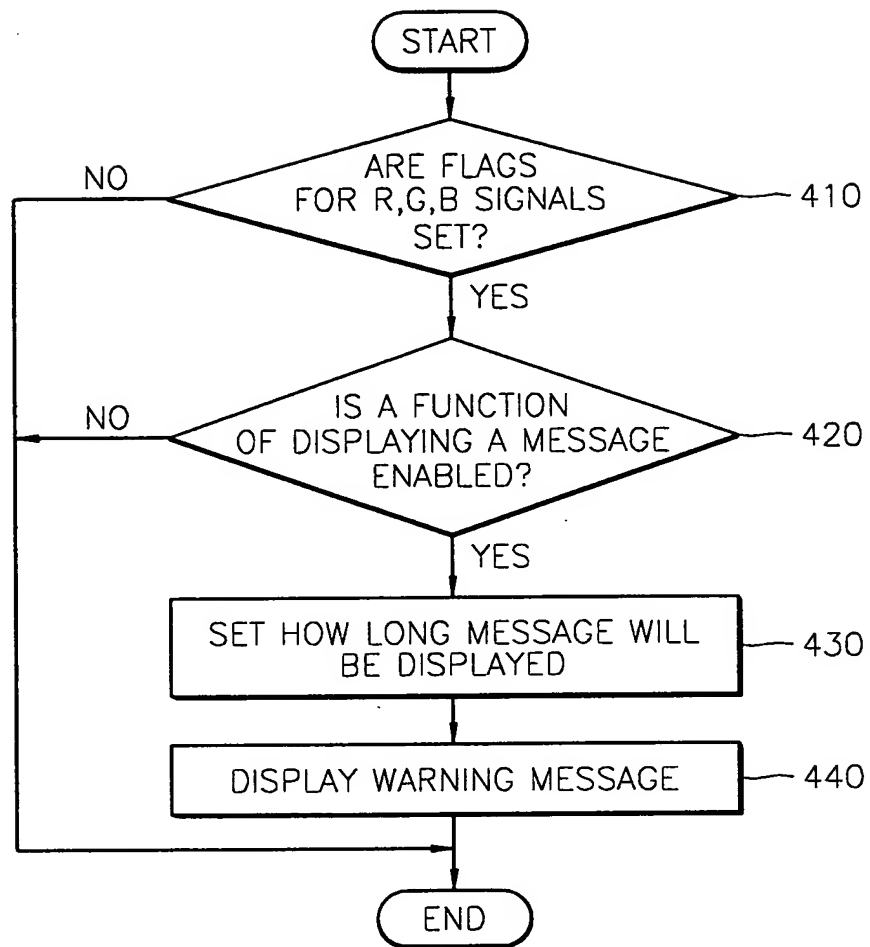 START
ARE FLAGS
FOR R,G,B SIGNALS
SET?
NO
410
YES
IS A FUNCTION
OF DISPLAYING A MESSAGE
ENABLED?
NO
420
YES
SET HOW LONG MESSAGE WILL
BE DISPLAYED
430
DISPLAY WARNING MESSAGE
440
END